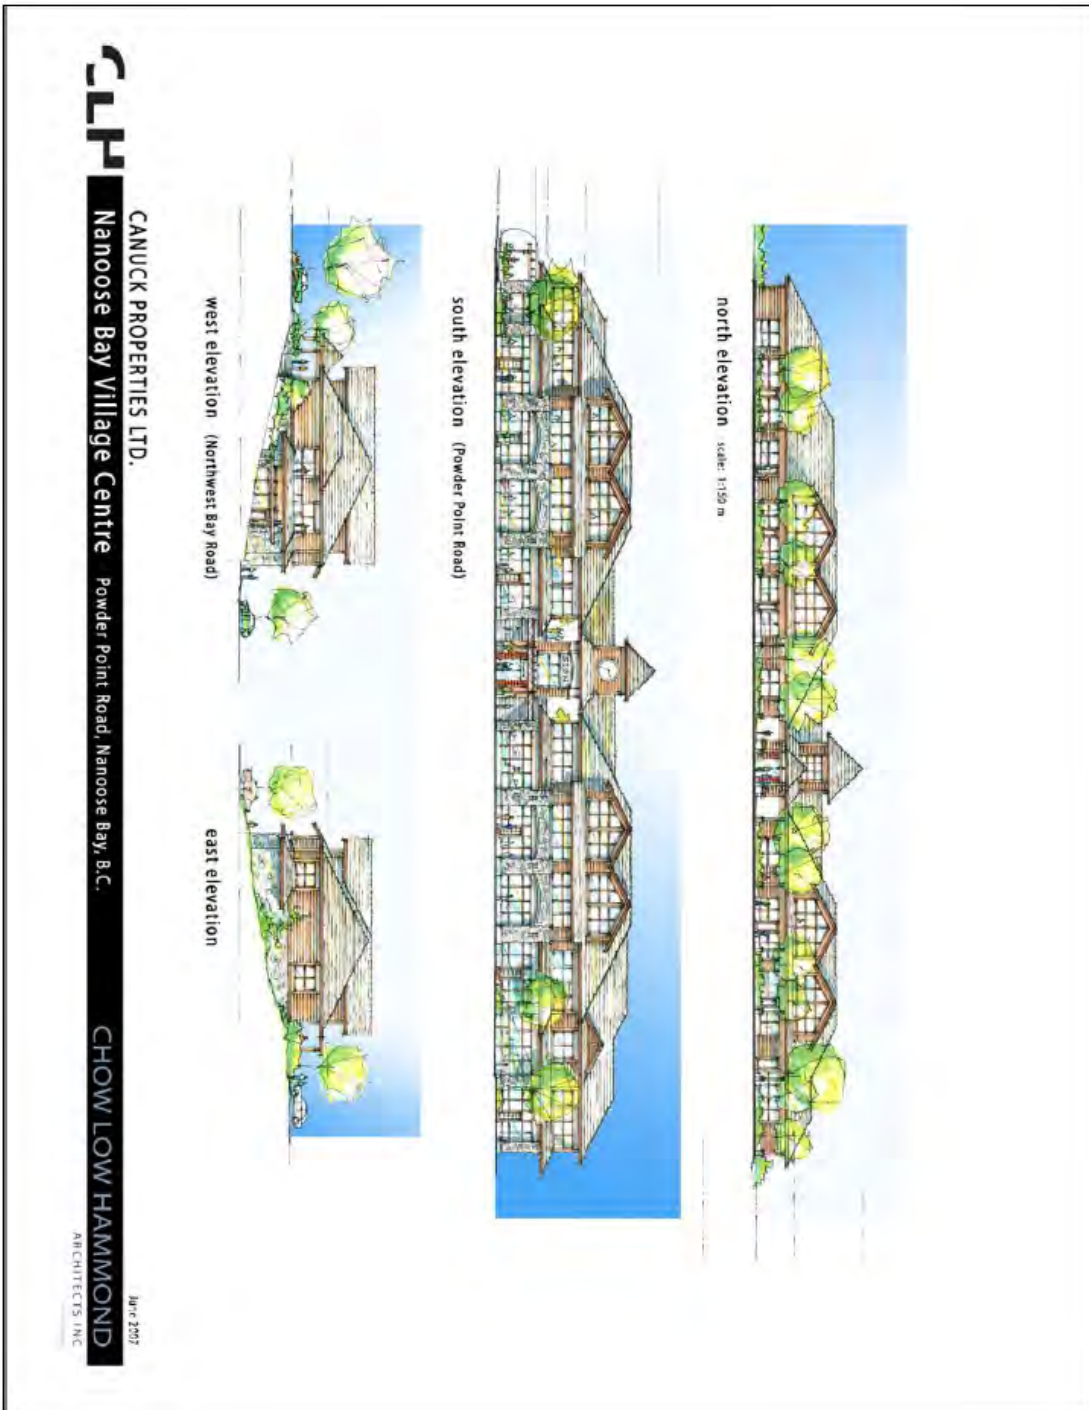 north elevation scale: 1:150 m
south elevation (Powder Point Road)
west elevation (Northwest Bay Road)
east elevation
CANUCK PROPERTIES LTD.
June 2007
CLH
Nanoose Bay Village Centre Powder Point Road, Nanoose Bay, B.C.
CHOW LOW HAMMOND
ARCHITECTS INC